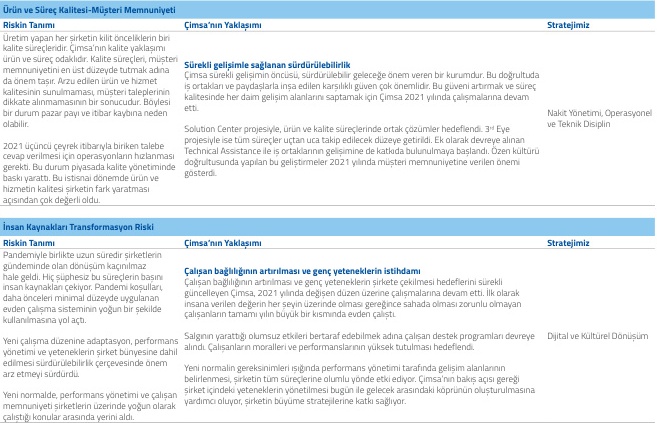 Ürün ve Süreç Kalitesi-Müşteri Memnuniyeti
Riskin Tanımı
Çimsa'nın Yaklaşımı
Stratejimiz
Üretim yapan her şirketin kilit önceliklerin biri
kalite süreçleridir. Çimsa'nın kalite yaklaşımı
ürün ve süreç odaklıdır. Kalite süreçleri, müşteri
memnuniyetini en üst düzeyde tutmak adına
da önem taşır. Arzu edilen ürün ve hizmet
kalitesinin sunulmaması, müşteri taleplerinin
dikkate alınmamasının bir sonucudur. Böylesi
bir durum pazar payı ve itibar kaybına neden
olabilir.
2021 üçüncü çeyrek itibarıyla biriken talebe
cevap verilmesi için operasyonların hızlanması
gerekti. Bu durum piyasada kalite yönetiminde
baskı yarattı. Bu istisnai dönemde ürün ve
hizmetin kalitesi şirketin fark yaratması
açısından çok değerli oldu.
Sürekli gelişimle sağlanan sürdürülebilirlik
Çimsa sürekli gelişimin öncüsü, sürdürülebilir geleceğe önem veren bir kurumdur. Bu doğrultuda
iş ortakları ve paydaşlarla inşa edilen karşılıklı güven çok önemlidir. Bu güveni artırmak ve süreç
kalitesinde her daim gelişim alanlarını saptamak için Çimsa 2021 yılında çalışmalarına devam
etti.
Solution Center projesiyle, ürün ve kalite süreçlerinde ortak çözümler hedeflendi. 3rd Eye
projesiyle ise tüm süreçler uçtan uca takip edilecek düzeye getirildi. Ek olarak devreye alınan
Technical Assistance ile iş ortaklarının gelişimine de katkıda bulunulmaya başlandı. Özen kültürü
doğrultusunda yapılan bu geliştirmeler 2021 yılında müşteri memnuniyetine verilen önemi
gösterdi.
Nakit Yönetimi, Operasyonel
ve Teknik Disiplin
İnsan Kaynakları Transformasyon Riski
Riskin Tanımı
Çimsa'nın Yaklaşımı
Stratejimiz
Pandemiyle birlikte uzun süredir şirketlerin
gündeminde olan dönüşüm kaçınılmaz
hale geldi. Hiç şüphesiz bu süreçlerin başını
insan kaynakları çekiyor. Pandemi koşulları,
daha önceleri minimal düzeyde uygulanan
evden çalışma sisteminin yoğun bir şekilde
kullanılmasına yol açtı.
Yeni çalışma düzenine adaptasyon, performans
yönetimi ve yeteneklerin şirket bünyesine dahil
edilmesi sürdürülebilirlik çerçevesinde önem
arz etmeyi sürdürdü.
Yeni normalde, performans yönetimi ve çalışan
memnuniyeti şirketlerin üzerinde yoğun olarak
çalıştığı konular arasında yerini aldı.
Çalışan bağlılığının artırılması ve genç yeteneklerin istihdamı
Çalışan bağlılığının artırılması ve genç yeteneklerin şirkete çekilmesi hedeflerini sürekli
güncelleyen Çimsa, 2021 yılında değişen düzen üzerine çalışmalarına devam etti. İlk olarak
insana verilen değerin her şeyin üzerinde olması gereğince sahada olması zorunlu olmayan
çalışanların tamamı yılın büyük bir kısmında evden çalıştı.
Salgının yarattığı olumsuz etkileri bertaraf edebilmek adına çalışan destek programları devreye
alındı. Çalışanların moralleri ve performanslarının yüksek tutulması hedeflendi.
Yeni normalin gereksinimleri ışığında performans yönetimi tarafında gelişim alanlarının
belirlenmesi, şirketin tüm süreçlerine olumlu yönde etki ediyor. Çimsa'nın bakış açısı gereği
şirket içindeki yeteneklerin yönetilmesi bugün ile gelecek arasındaki köprünün oluşturulmasına
yardımcı oluyor, şirketin büyüme stratejilerine katkı sağlıyor.
Dijital ve Kültürel Dönüşüm